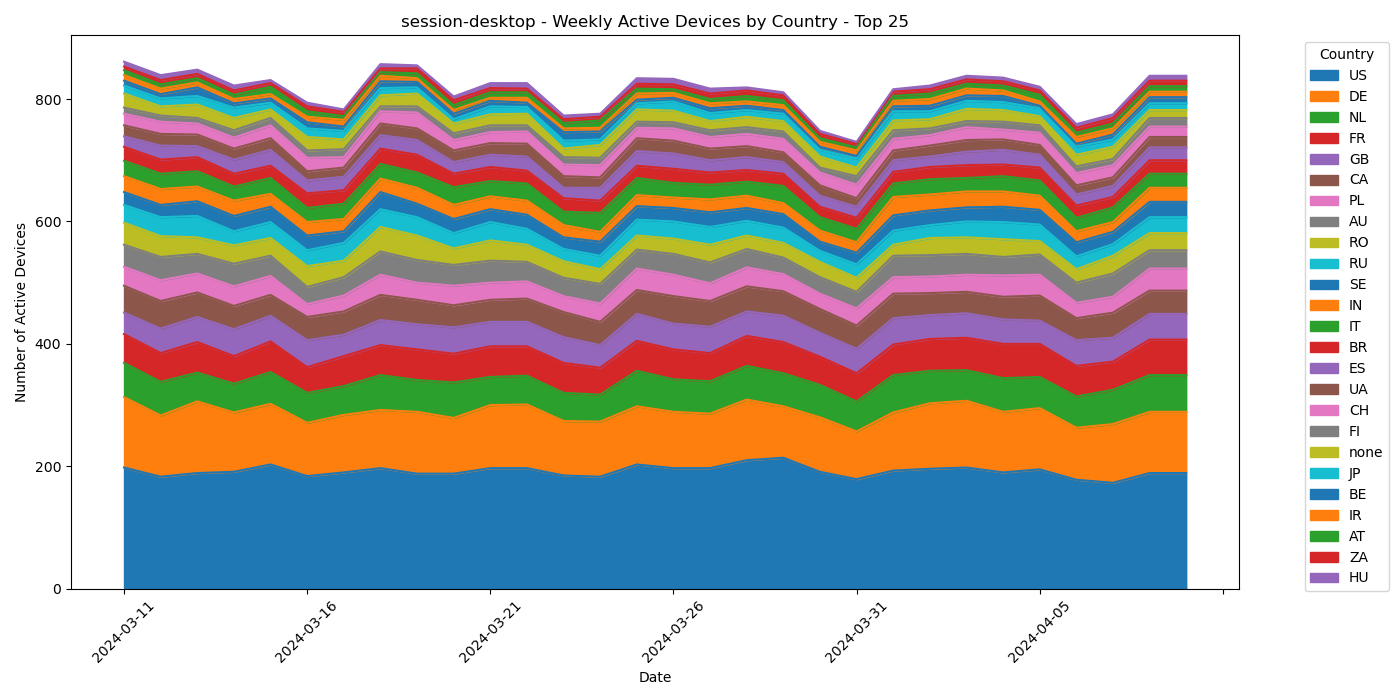 session-desktop - Weekly Active Devices by Country - Top 25
Number of Active Devices
800
600
400
200
0
2024-03-11
2024-03-16
2024-03-21
2024-03-26
2024-03-31
2024-04-05
Date
Country
US
DE
NL
FR
GB
CA
PL
AU
RO
RU
SE
IN
IT
BR
ES
UA
CH
FI
none
JP
BE
IR
AT
ZA
HU